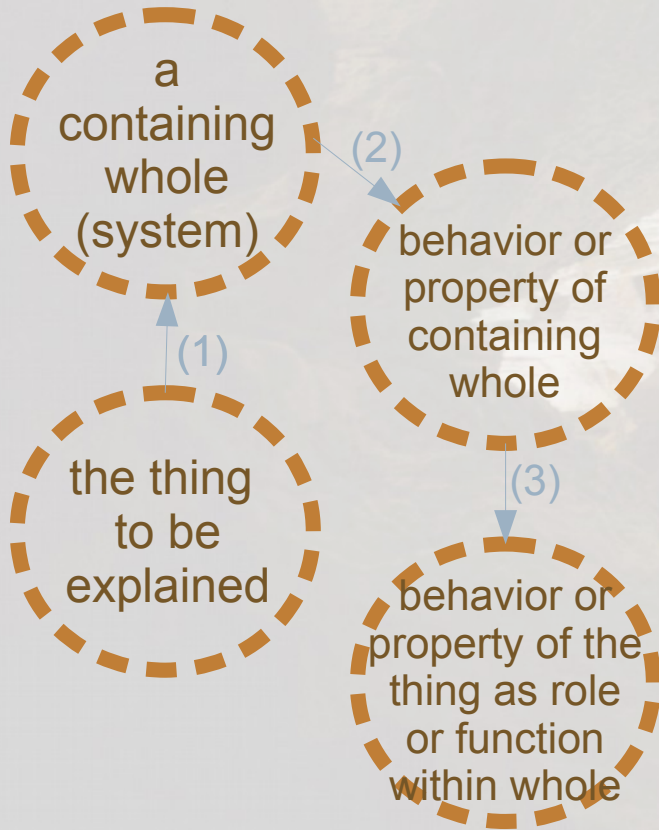 a
containing
whole
(system)
(2)
behavior or
property of
containing
whole
(1)
the thing
to be
explained
(3)
behavior or
property of the
thing as role
or function
within whole